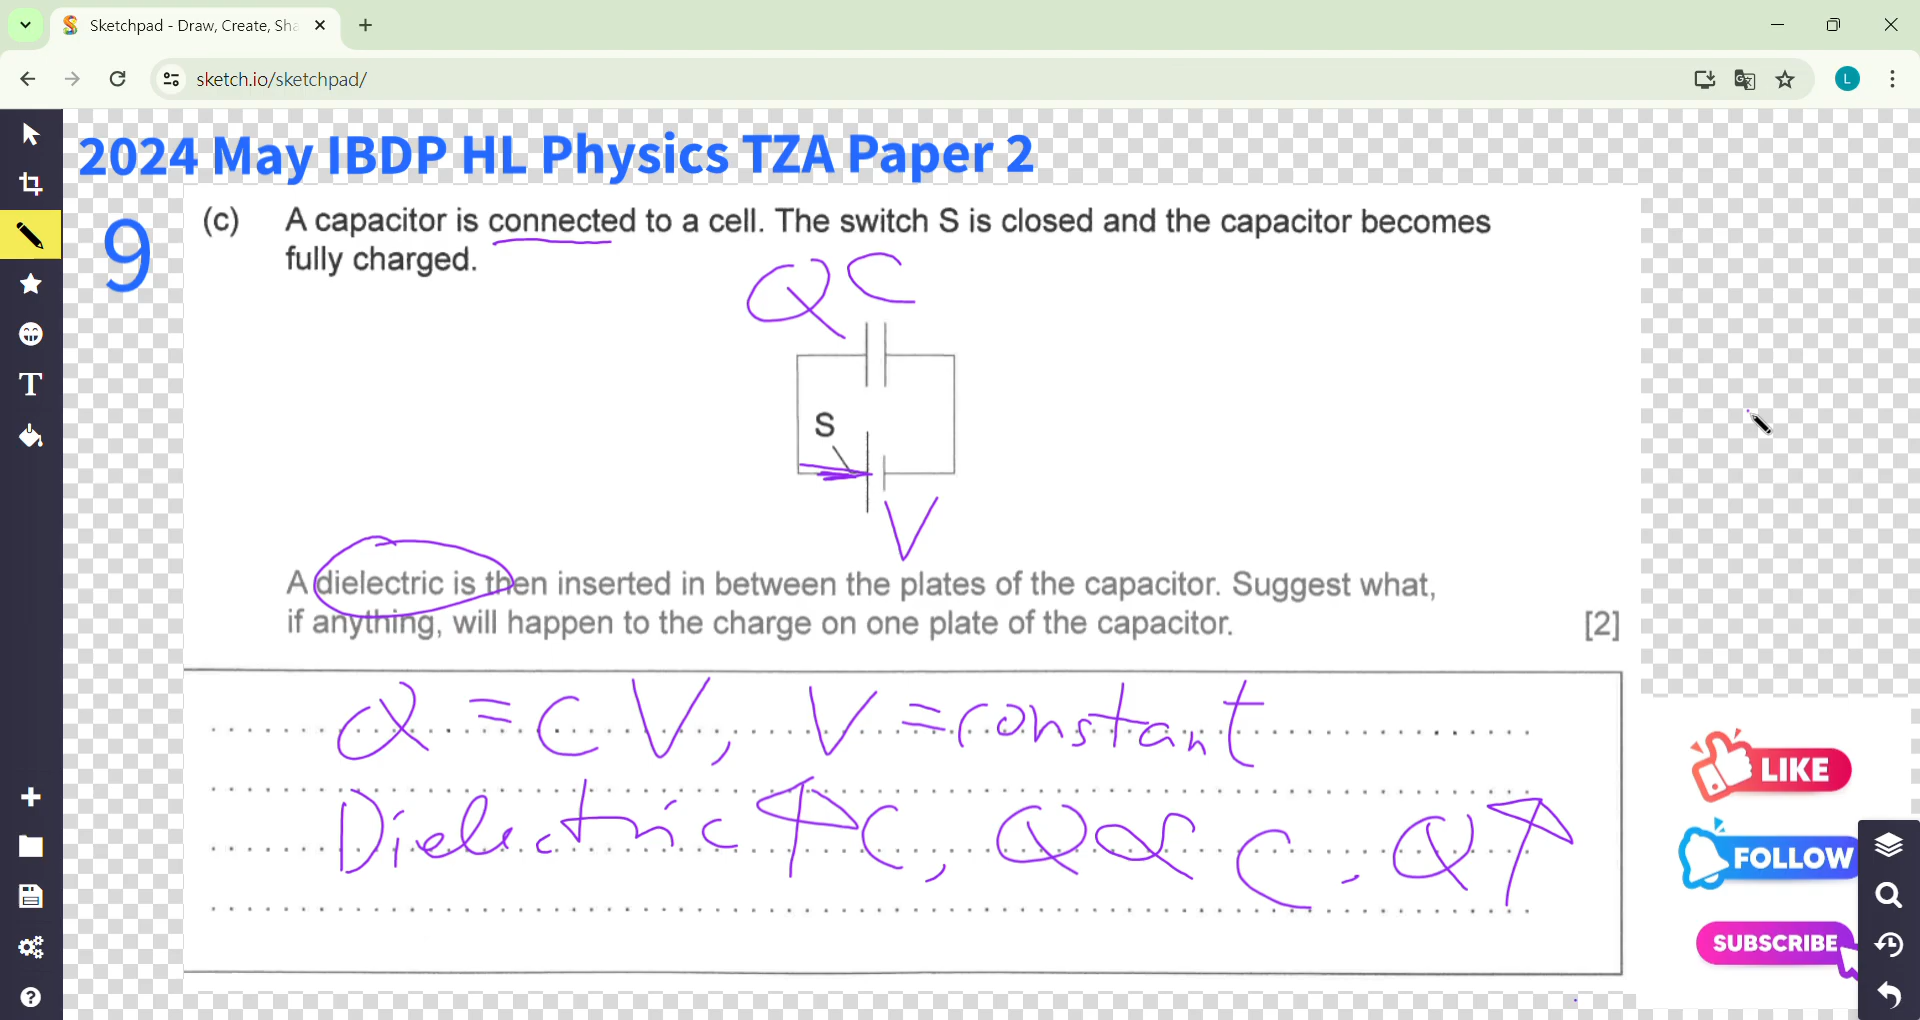 Sketchpad - Draw, Create, Sha
sketch.io/sketchpad/
L
2024 May IBDP HL Physics TZA Paper 2
9
(c) A capacitor is connected to a cell. The switch S is closed and the capacitor becomes
fully charged.
Q C
S
V
A dielectric is then inserted in between the plates of the capacitor. Suggest what,
if anything, will happen to the charge on one plate of the capacitor. [2]
Q = CV, V = constant
Dielectric ↑ C, Q ∝ C. Q ↑
LIKE
FOLLOW
SUBSCRIBE
T
?